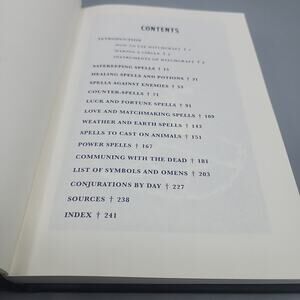 CONTENTS
INTRODUCTION
HOW TO USE WITCHCRAFT †
MAKING A CIRCLE †
INSTRUMENTS OF WITCHCRAFT †
SAFEKEEPING SPELLS † 15
HEALING SPELLS AND POTIONS † 31
SPELLS AGAINST ENEMIES † 53
COUNTER-SPELLS † 71
LUCK AND FORTUNE SPELLS † 91
LOVE AND MATCHMAKING SPELLS † 109
WEATHER AND EARTH SPELLS † 143
SPELLS TO CAST ON ANIMALS † 151
POWER SPELLS † 167
COMMUNING WITH THE DEAD † 181
LIST OF SYMBOLS AND OMENS † 203
CONJURATIONS BY DAY † 227
SOURCES † 238
INDEX † 241